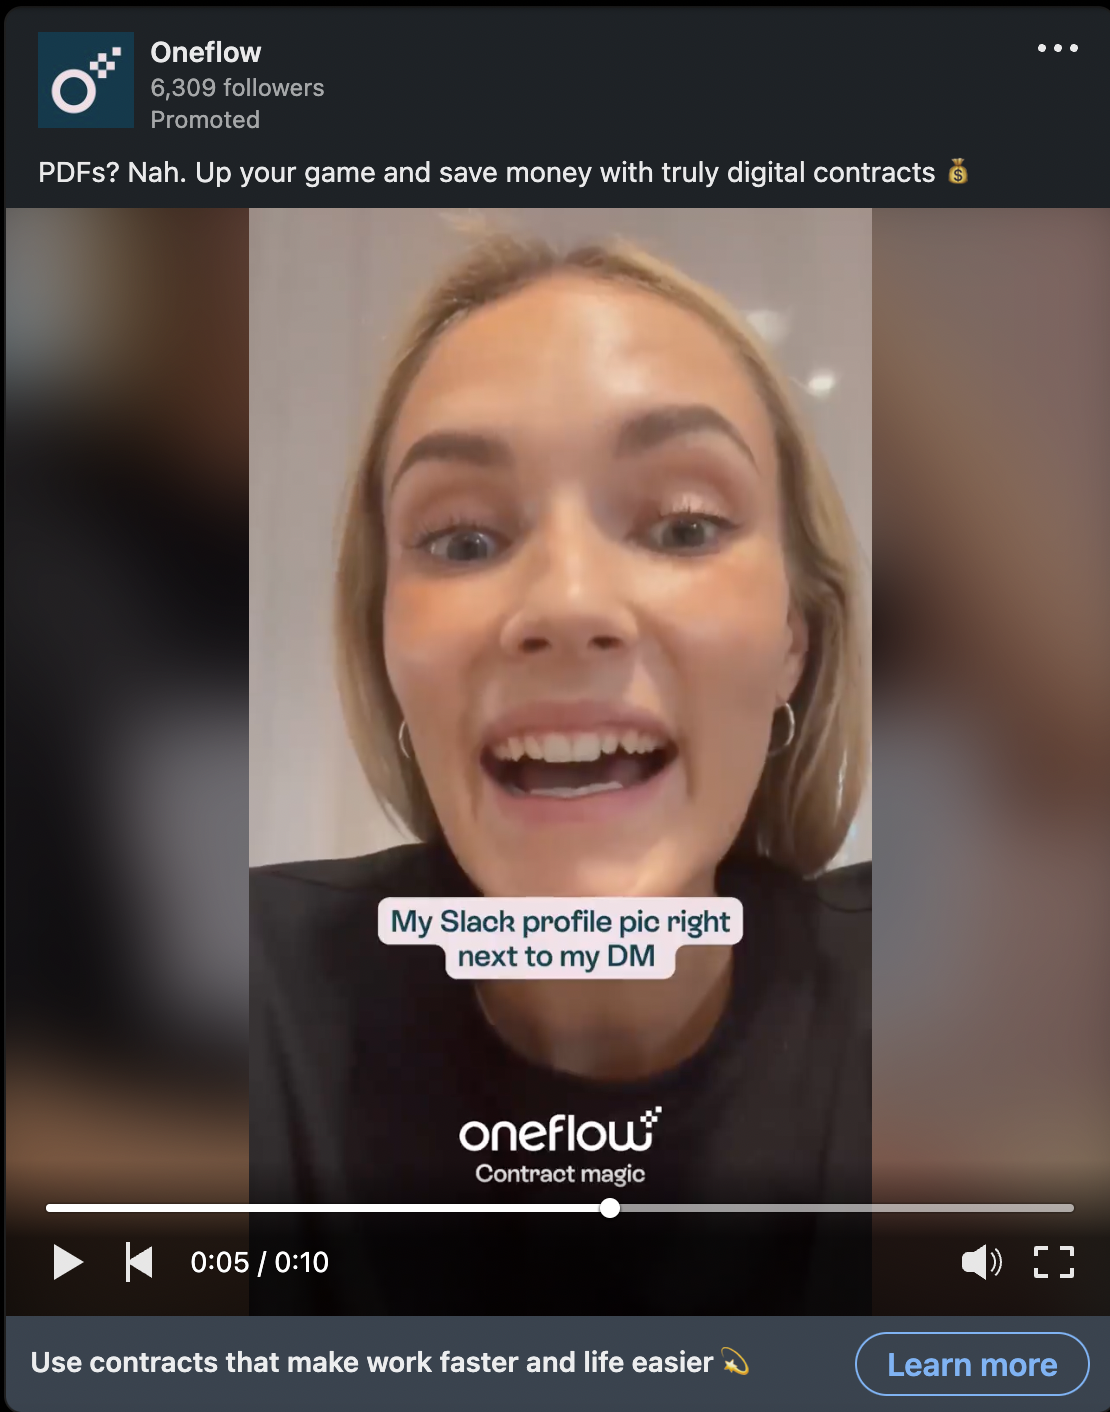 Oneflow
6,309 followers
Promoted
PDFs? Nah. Up your game and save money with truly digital contracts 💰
My Slack profile pic right
next to my DM
oneflow
Contract magic
0:05 / 0:10
Use contracts that make work faster and life easier 💫
Learn more